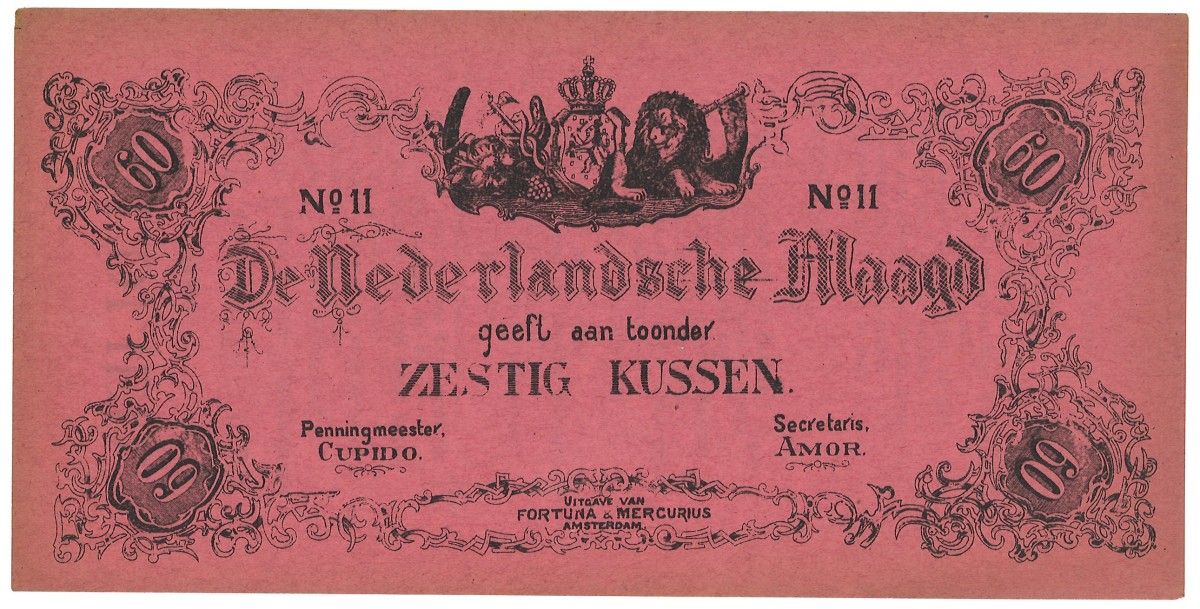 60 60
No 11 No 11
De Nederlandsche Maagd
geeft aan toonder
ZESTIG KUSSEN.
Penningmeester, Secretaris,
CUPIDO. AMOR.
60 60
UITGAVE VAN
FORTUNA & MERCURIUS
AMSTERDAM.